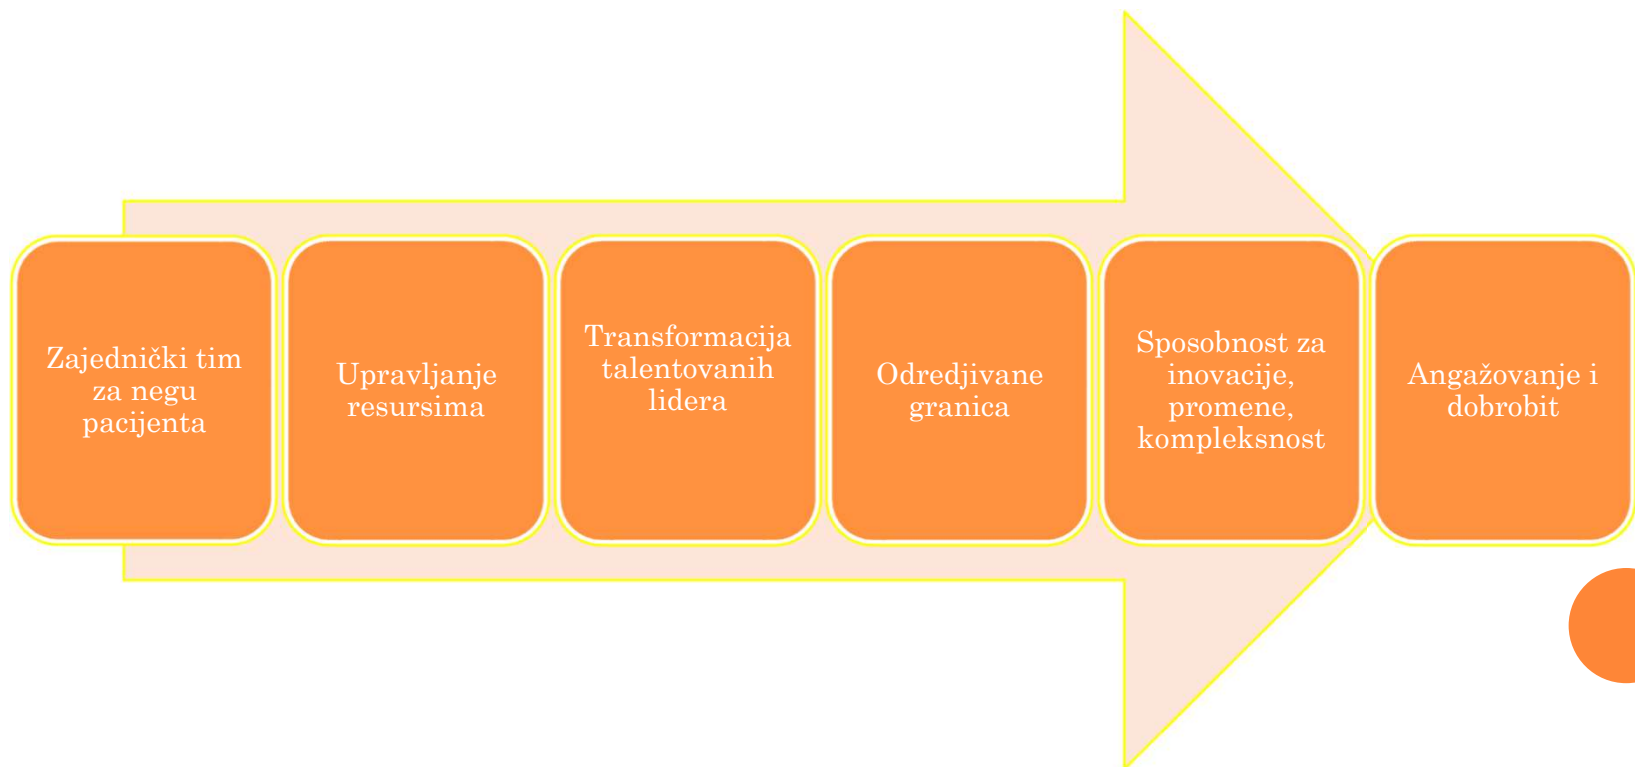 Zajednički tim
za negu
pacijenta
Upravljanje
resursima
Transformacija
talentovanih
lidera
Odredjivane
granica
Sposobnost za
inovacije,
promene,
kompleksnost
Angažovanje i
dobrobit